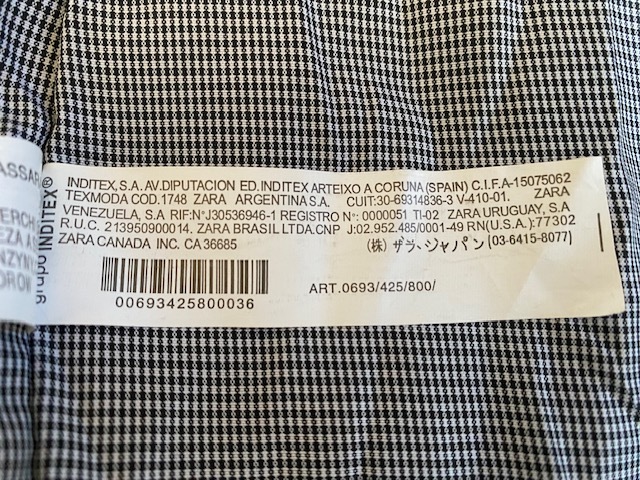 INDITEX, S.A. AV.DIPUTACION ED.INDITEX ARTEIXO A CORUNA (SPAIN) C.I.F.A-15075062
TEXMODA COD.1748 ZARA ARGENTINA S.A. CUIT:30-69314836-3 V-410-01. ZARA
VENEZUELA, S.A RIF:N°J30536946-1 REGISTRO N°: 0000051 TI-02 ZARA URUGUAY, S.A
R.U.C. 213950900014. ZARA BRASIL LTDA.CNP J:02.952.485/0001-49 RN(U.S.A.):77302
ZARA CANADA INC. CA 36685 (株) ザラ・ジャパン (03-6415-8077)
00693425800036
ART.0693/425/800/
grupo INDITEX®